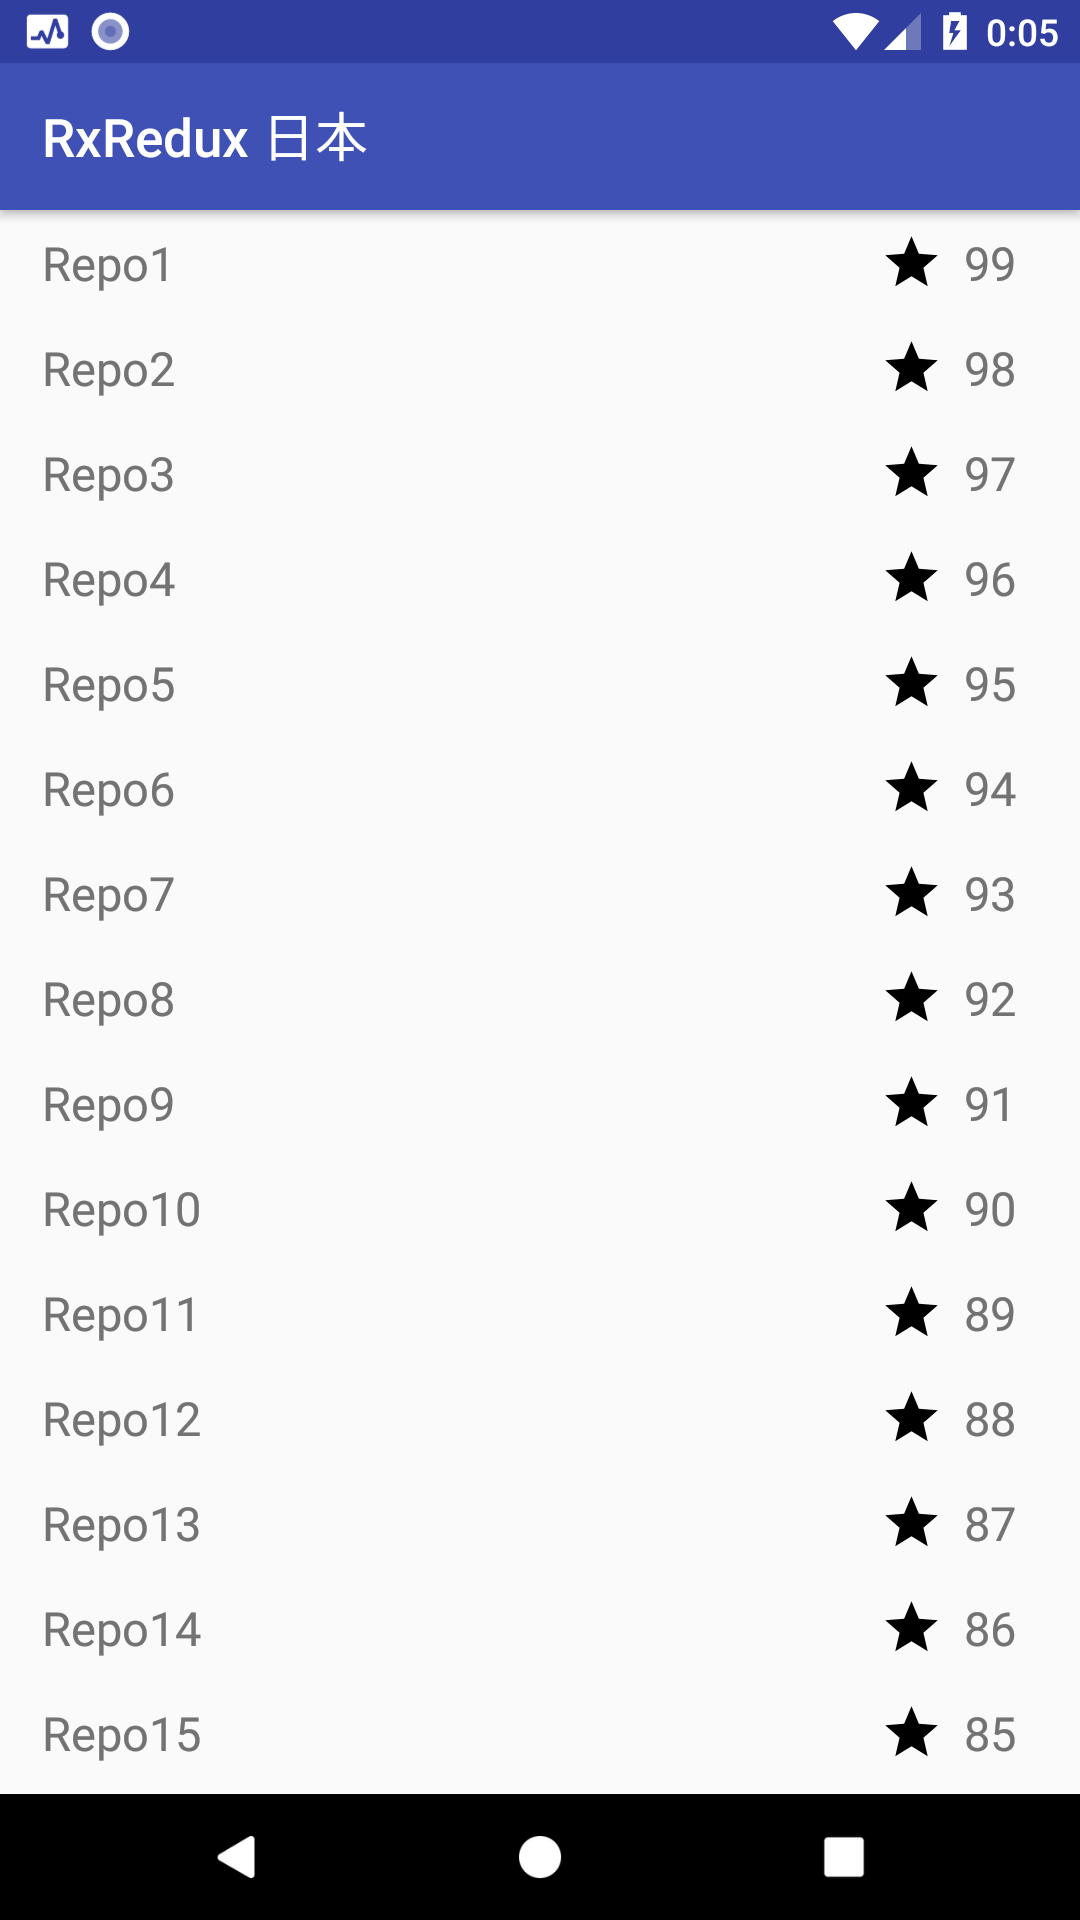 0:05
RxRedux 日本
Repo1 ★ 99
Repo2 ★ 98
Repo3 ★ 97
Repo4 ★ 96
Repo5 ★ 95
Repo6 ★ 94
Repo7 ★ 93
Repo8 ★ 92
Repo9 ★ 91
Repo10 ★ 90
Repo11 ★ 89
Repo12 ★ 88
Repo13 ★ 87
Repo14 ★ 86
Repo15 ★ 85